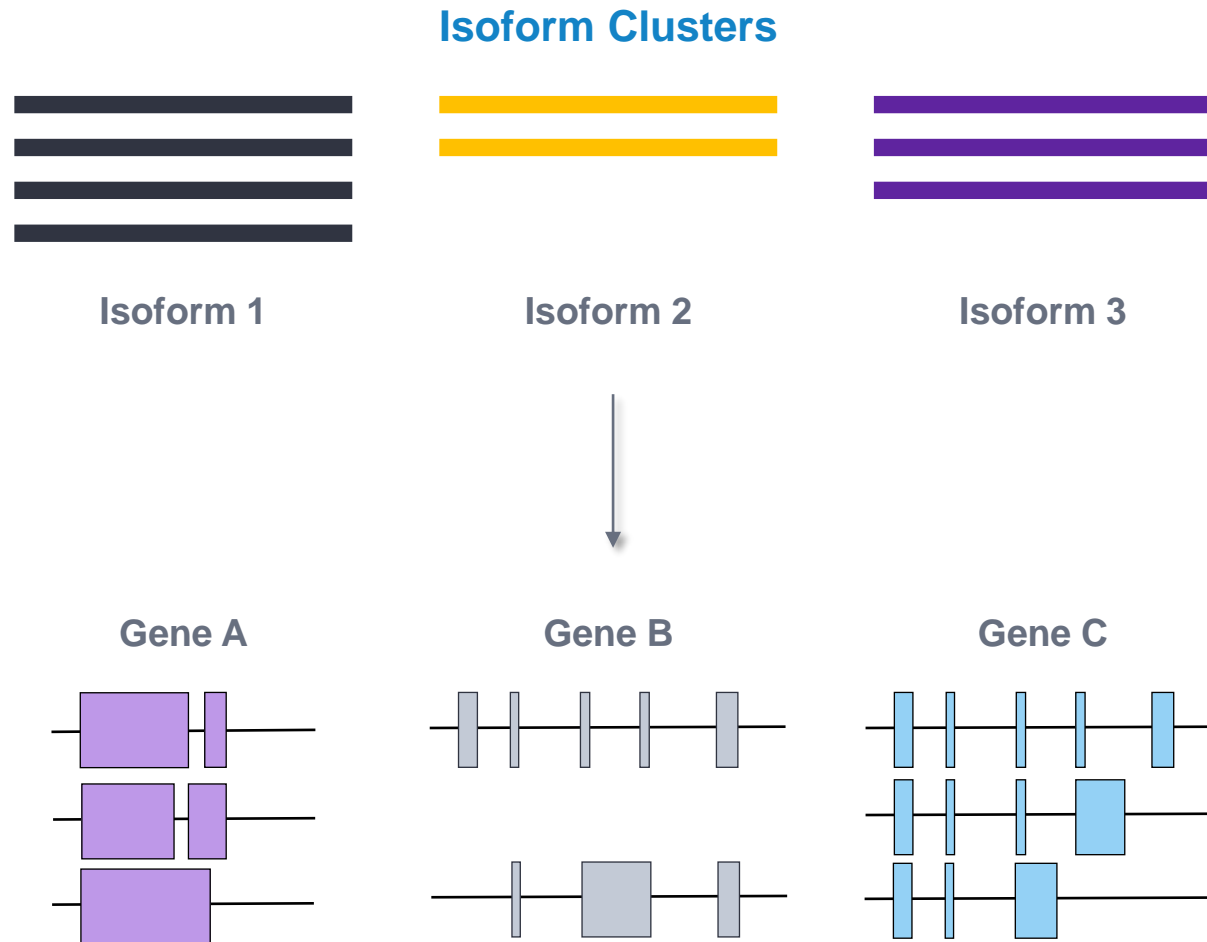 Isoform Clusters
Isoform 1
Isoform 2
Isoform 3
Gene A
Gene B
Gene C